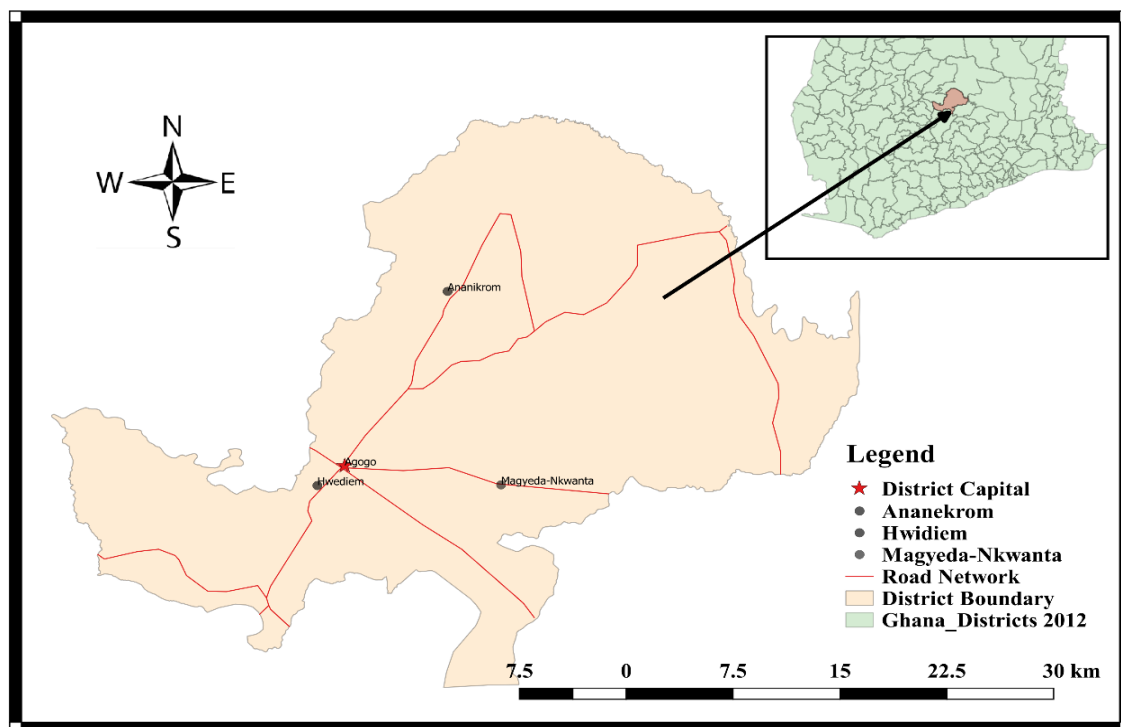 N
W E
S
Ananikrom
Agogo
Hwediem
Magyeda-Nkwanta
Legend
District Capital
Ananekrom
Hwidiem
Magyeda-Nkwanta
Road Network
District Boundary
Ghana_Districts 2012
7.5 0 7.5 15 22.5 30 km